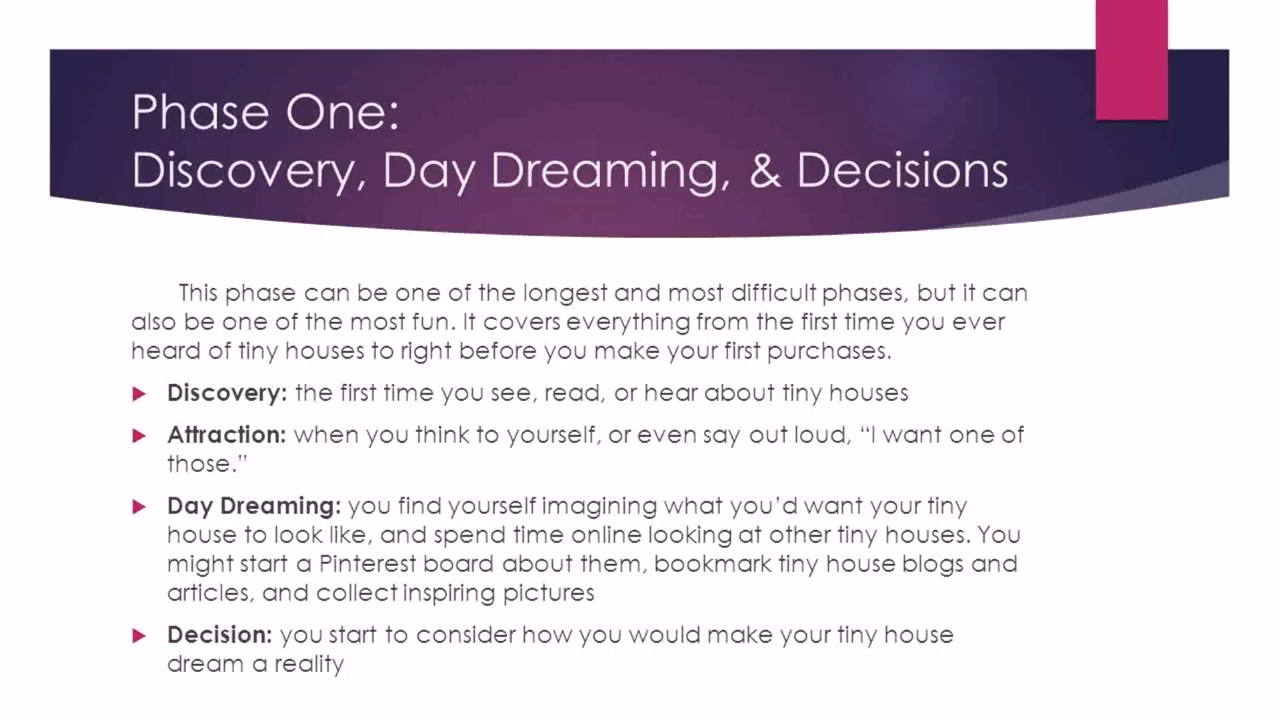 Phase One:
Discovery, Day Dreaming, & Decisions
This phase can be one of the longest and most difficult phases, but it can
also be one of the most fun. It covers everything from the first time you ever
heard of tiny houses to right before you make your first purchases.
Discovery: the first time you see, read, or hear about tiny houses
Attraction: when you think to yourself, or even say out loud, “I want one of
those.”
Day Dreaming: you find yourself imagining what you’d want your tiny
house to look like, and spend time online looking at other tiny houses. You
might start a Pinterest board about them, bookmark tiny house blogs and
articles, and collect inspiring pictures
Decision: you start to consider how you would make your tiny house
dream a reality